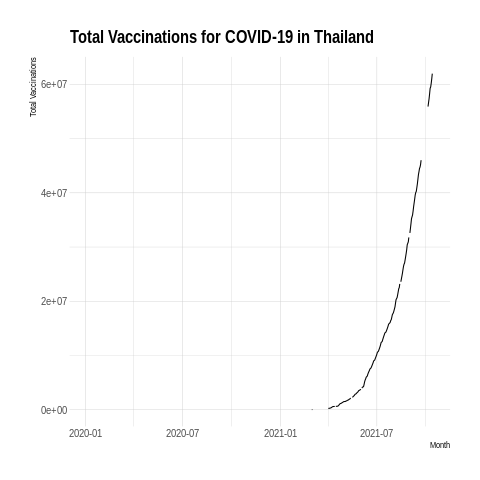 Total Vaccinations for COVID-19 in Thailand
Total Vaccinations
6e+07
4e+07
2e+07
0e+00
2020-01 2020-07 2021-01 2021-07
Month